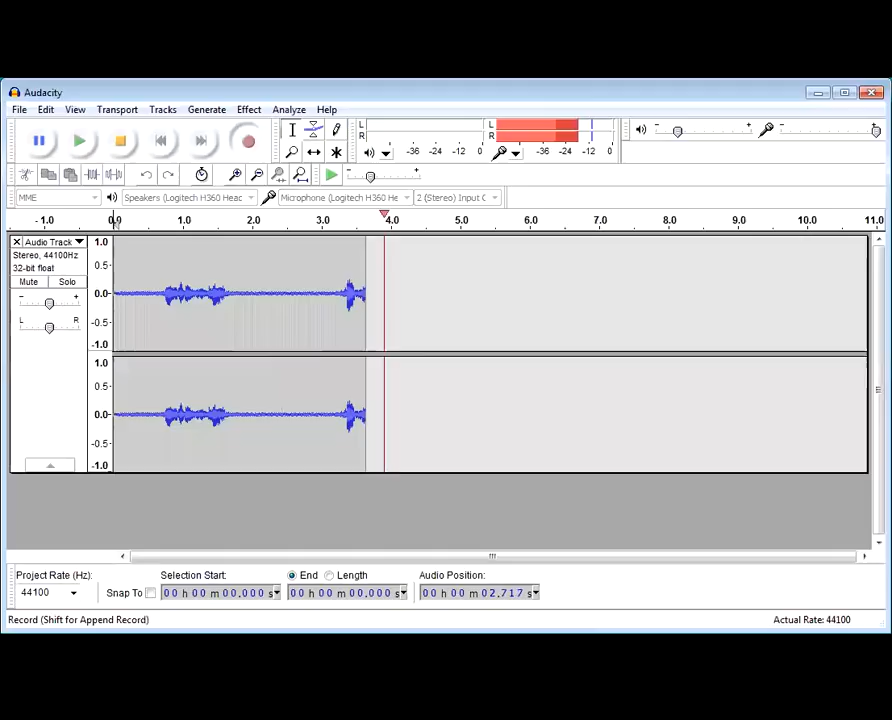 Audacity
File Edit View Transport Tracks Generate Effect Analyze Help
L
R
-36 -24 -12 0
L
R
-36 -24 -12 0
- +
- +
- +
MME
Speakers (Logitech H360 Heac
Microphone (Logitech H360 He
2 (Stereo) Input C
-1.0 0.0 1.0 2.0 3.0 4.0 5.0 6.0 7.0 8.0 9.0 10.0 11.0
Audio Track
Stereo, 44100Hz
32-bit float
Mute Solo
- +
L R
1.0
0.5-
0.0-
-0.5-
-1.0
1.0
0.5-
0.0-
-0.5-
-1.0
Project Rate (Hz): Selection Start: End Length Audio Position:
44100 Snap To 00 h 00 m 00.000 s 00 h 00 m 00.000 s 00 h 00 m 02.717 s
Record (Shift for Append Record) Actual Rate: 44100